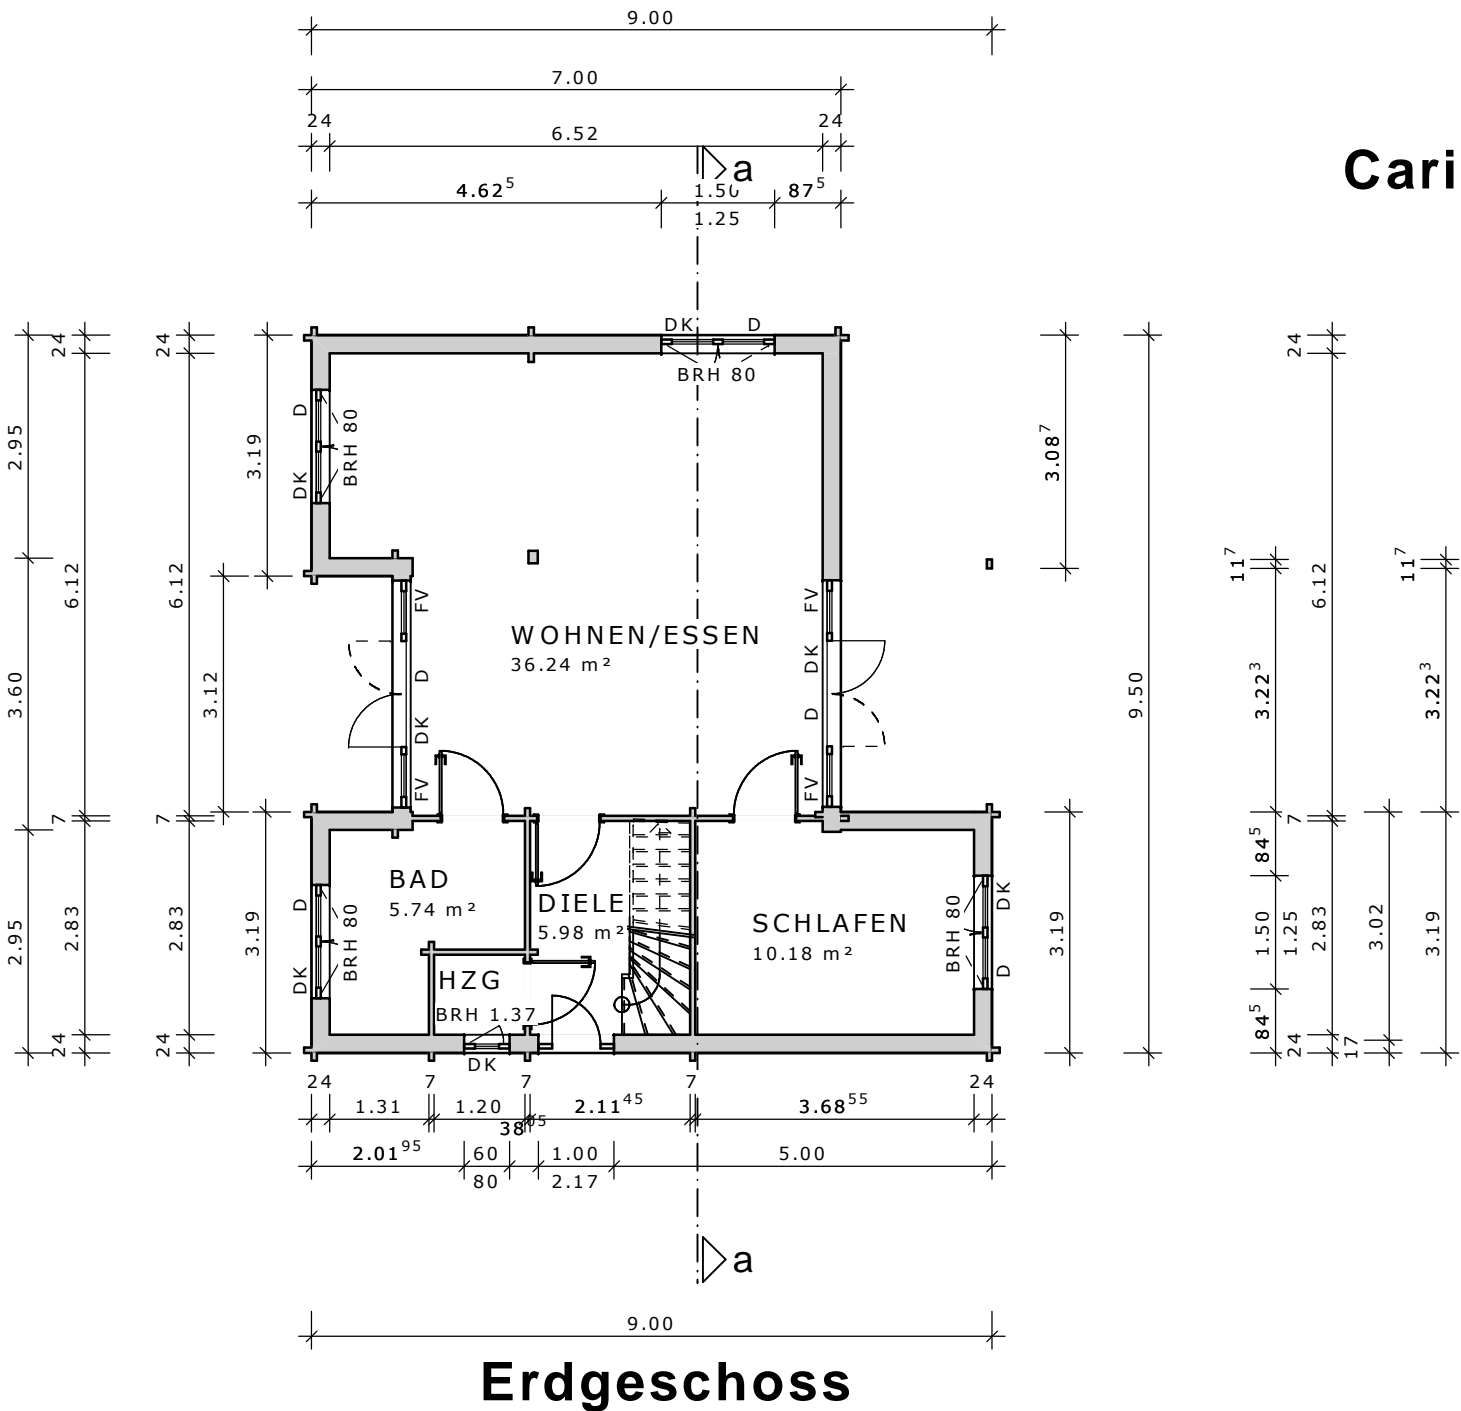 9.00
7.00
24 24
6.52
a
4.62⁵ 1.50 87⁵
1.25
Cari
DK D
BRH 80
24 24
D
BRH 80
DK
2.95
3.19
3.08⁷
24
6.12 6.12
11⁷ 6.12 11⁷
FV FV
WOHNEN/ESSEN
36.24 m²
DK
D
3.60
3.12
9.50
3.22³ 3.22³
DK D
FV FV
7 7 7
BAD
5.74 m²
DIELE
5.98 m²
SCHLAFEN
10.18 m²
D
BRH 80
DK
BRH 80
DK
D
2.95
2.83 2.83
3.19
3.19
84⁵
1.50
1.25
2.83
3.02
3.19
84⁵
HZG
BRH 1.37
24 24
24 17
DK
24 7 7 7 24
1.31 1.20 2.11⁴⁵ 3.68⁵⁵
38⁰⁵
2.01⁹⁵ 60 1.00 5.00
80 2.17
a
9.00
Erdgeschoss